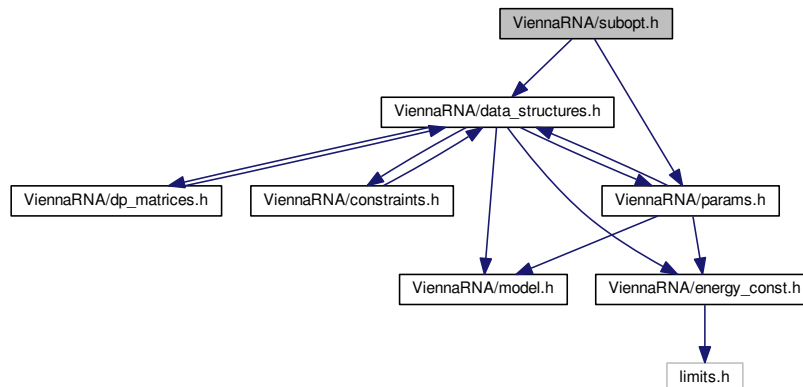 ViennaRNA/subopt.h
ViennaRNA/data_structures.h
ViennaRNA/dp_matrices.h
ViennaRNA/constraints.h
ViennaRNA/params.h
ViennaRNA/model.h
ViennaRNA/energy_const.h
limits.h